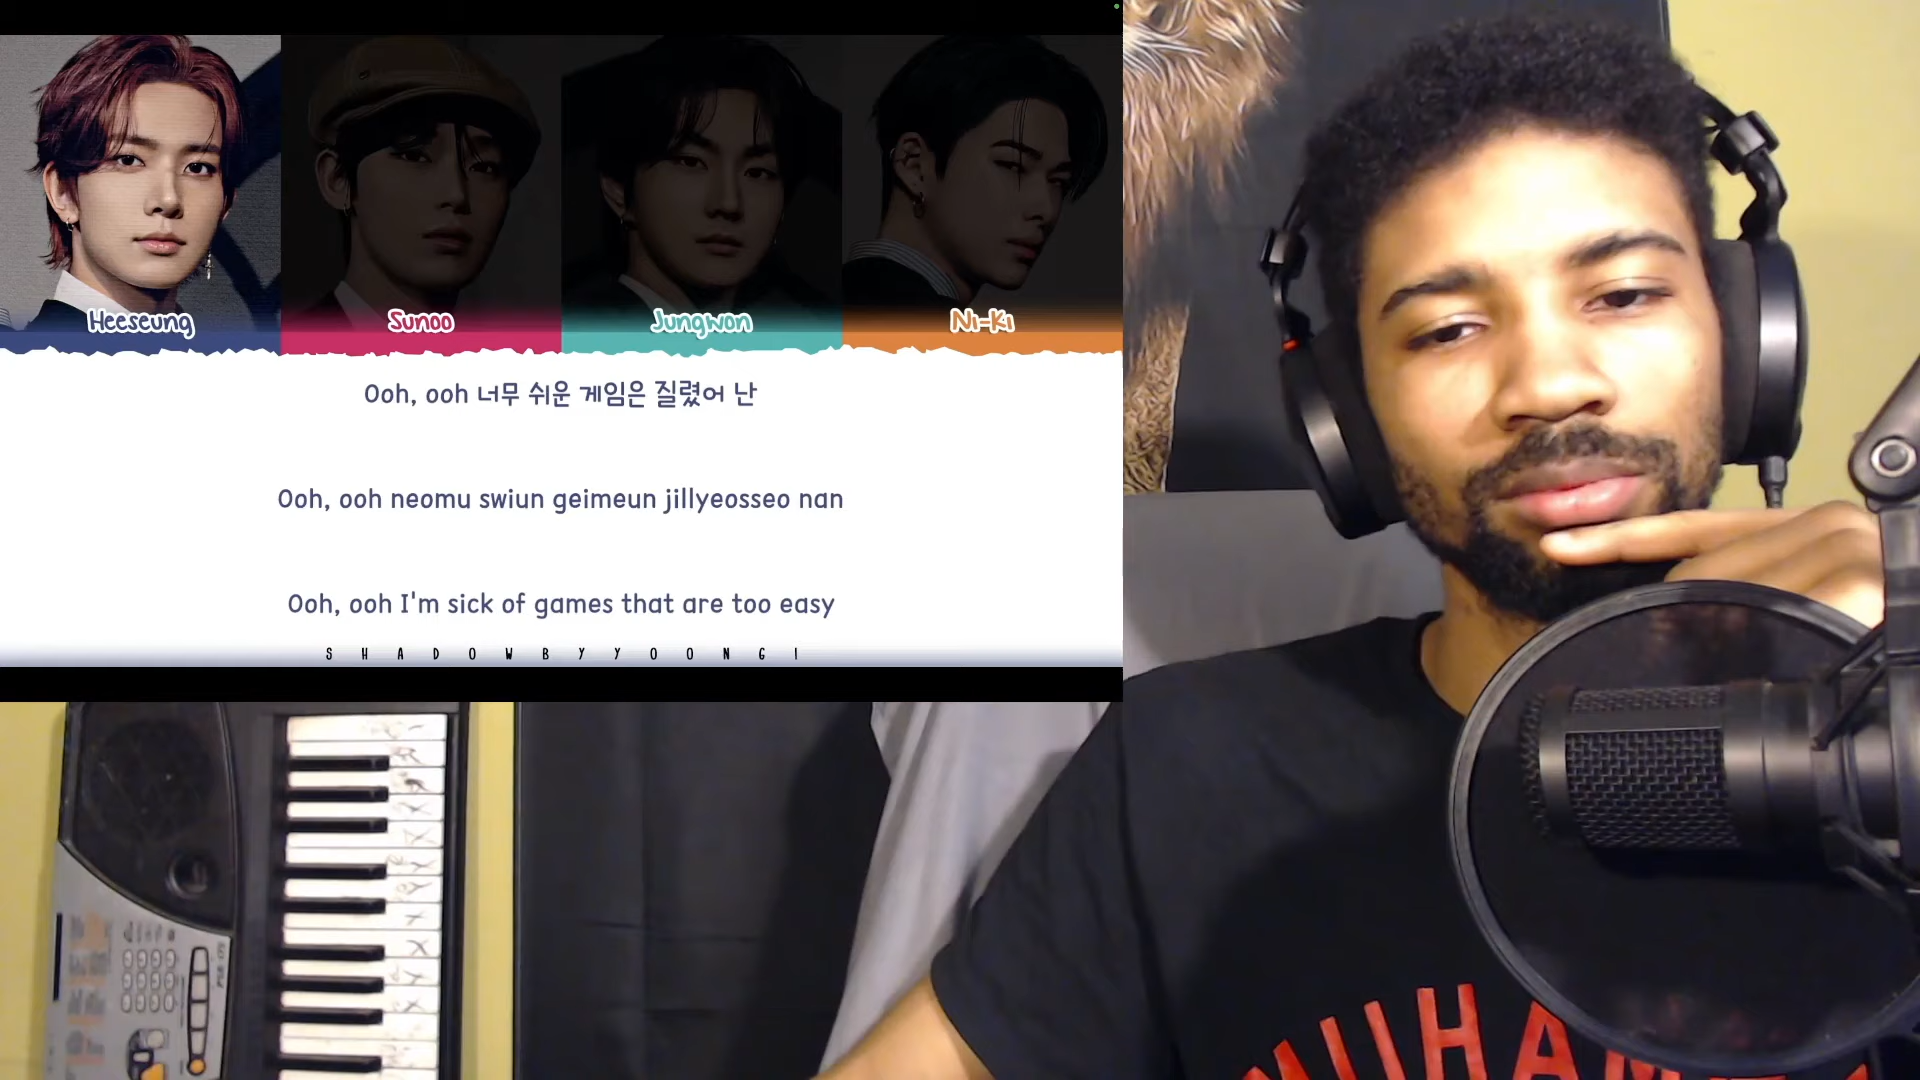 Heeseung
Sunoo
Jungwon
Ni-Ki
Ooh, ooh 너무 쉬운 게임은 질렸어 난
Ooh, ooh neomu swiun geimeun jillyeosseo nan
Ooh, ooh I'm sick of games that are too easy
SHADOWBYYOONGI